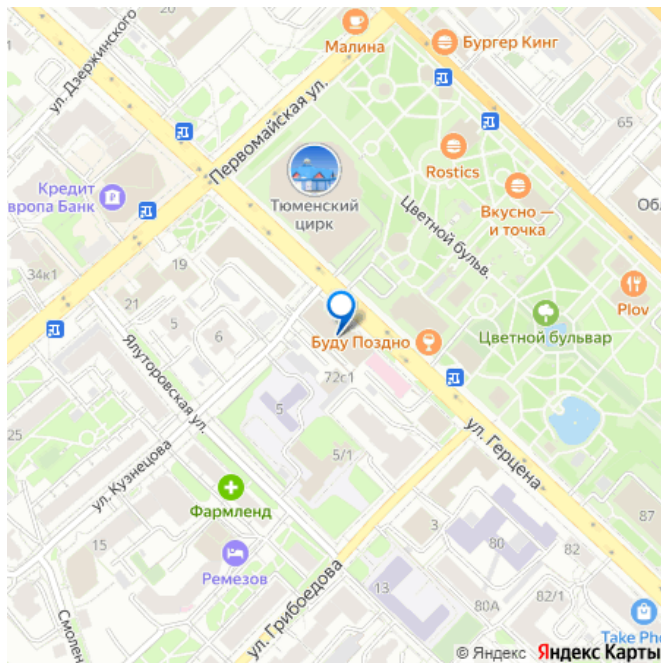 Малина
Бургер Кинг
ул. Дзержинского
Первомайская ул.
65
Rostics
Кредит
Европа Банк
Тюменский
цирк
Цветной бульв.
Вкусно —
и точка
34к1
19
21
5
6
Plov
Буду Поздно
Цветной бульвар
72с1
Ялуторовская ул.
5
25
ул. Герцена
5/1
ул. Кузнецова
Фармленд
3
87
15
80
82
Ремезов
13
80А
82/1
ул. Грибоедова
Take Pho
© Яндекс Яндекс Карты